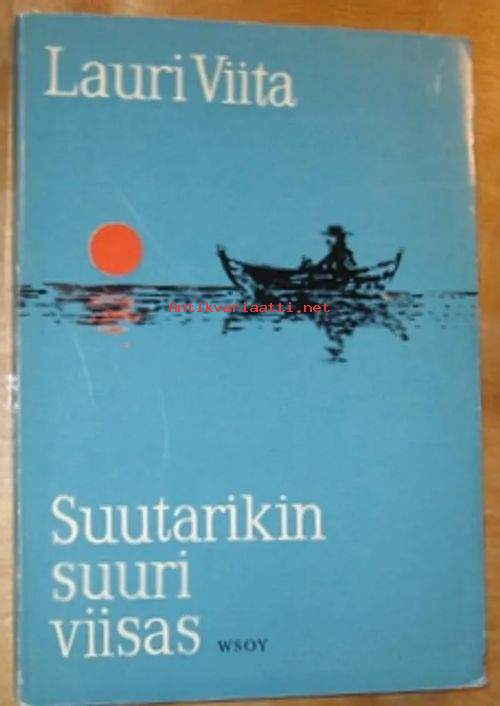 Lauri Viita
Antikvariaatti.net
Suutarikin
suuri
viisas WSOY